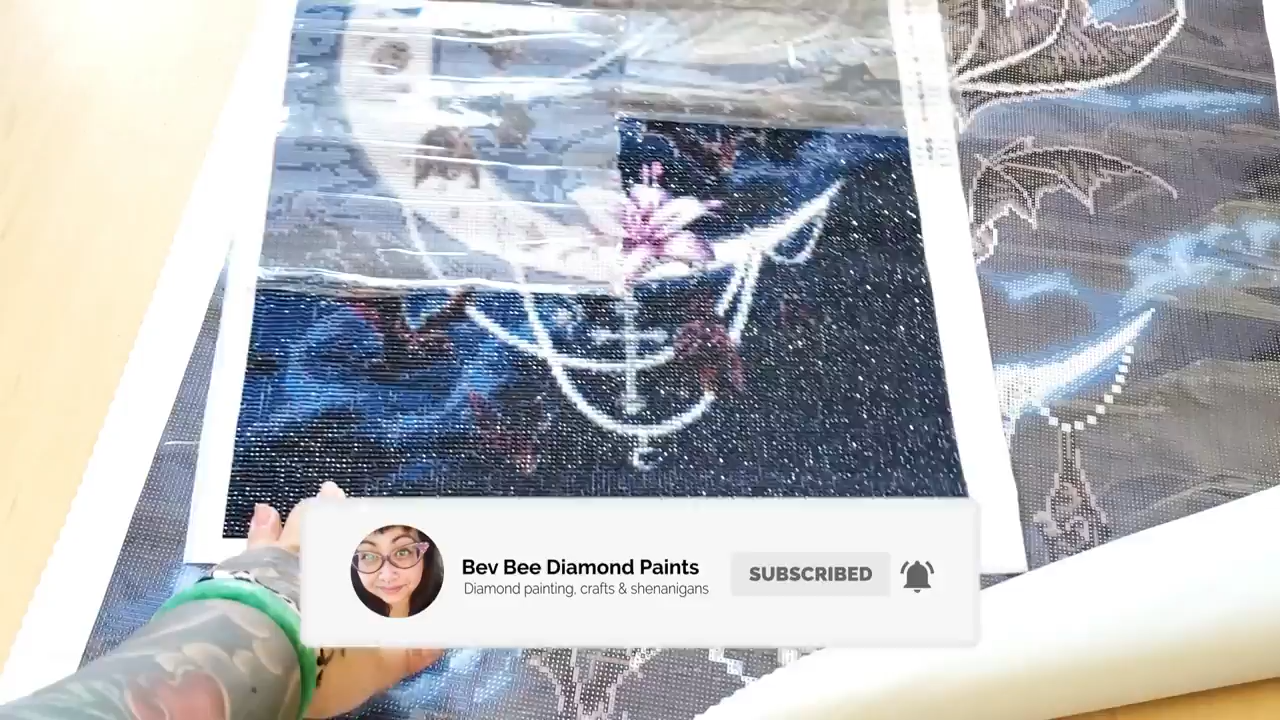 Bev Bee Diamond Paints
Diamond painting, crafts & shenanigans
SUBSCRIBED